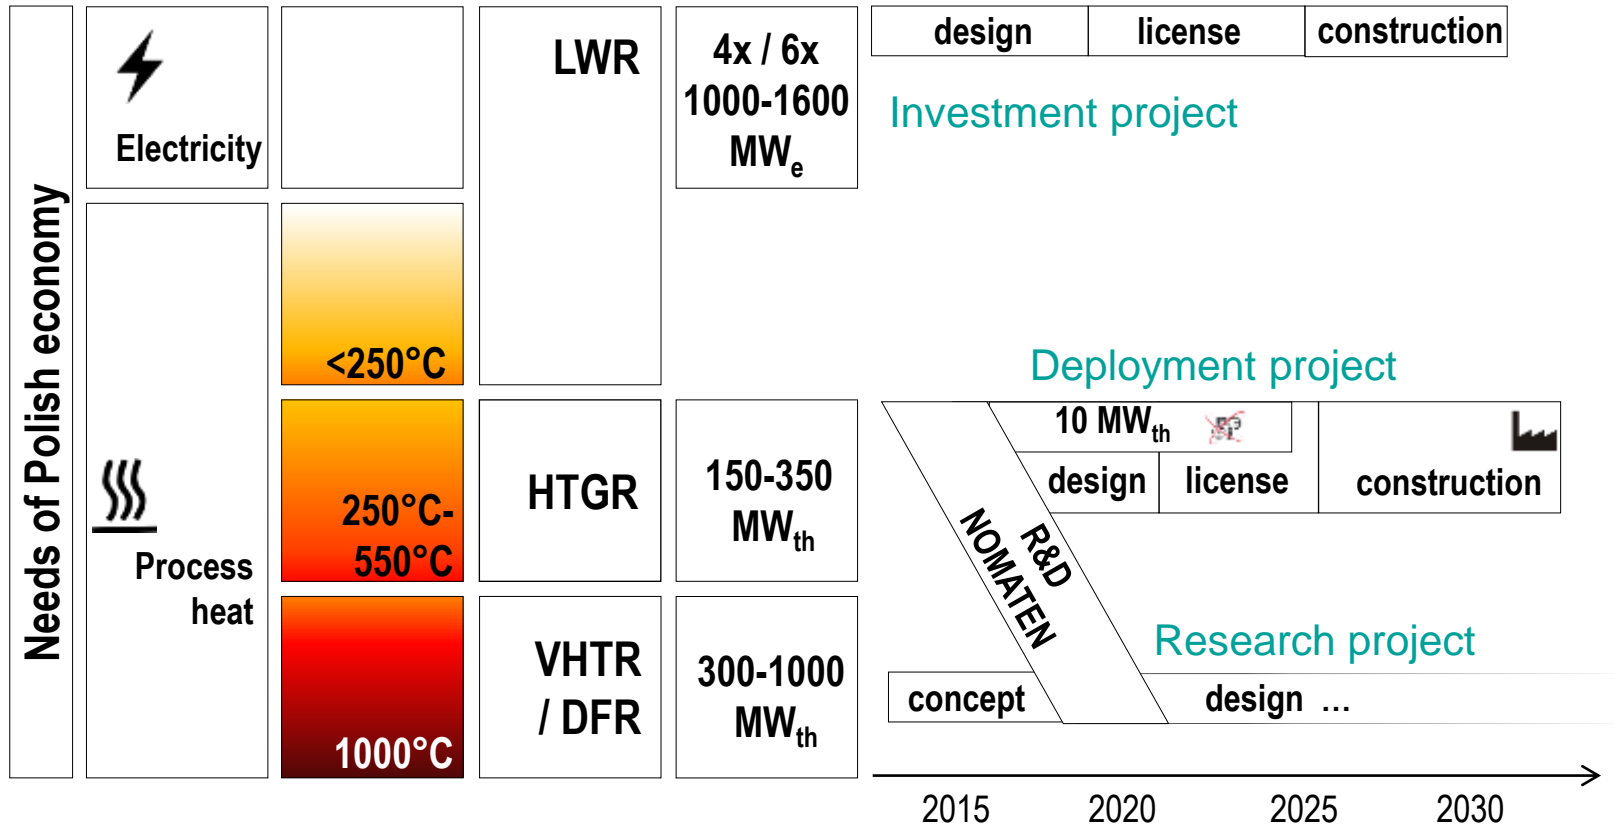 Needs of Polish economy
Electricity
LWR
4x / 6x
1000-1600
MWe
design
license
construction
Investment project
<250°C
Process
heat
250°C-
550°C
HTGR
150-350
MWth
Deployment project
10 MWth
design
license
construction
R&D
NOMATEN
1000°C
VHTR
/ DFR
300-1000
MWth
Research project
concept
design ...
2015
2020
2025
2030